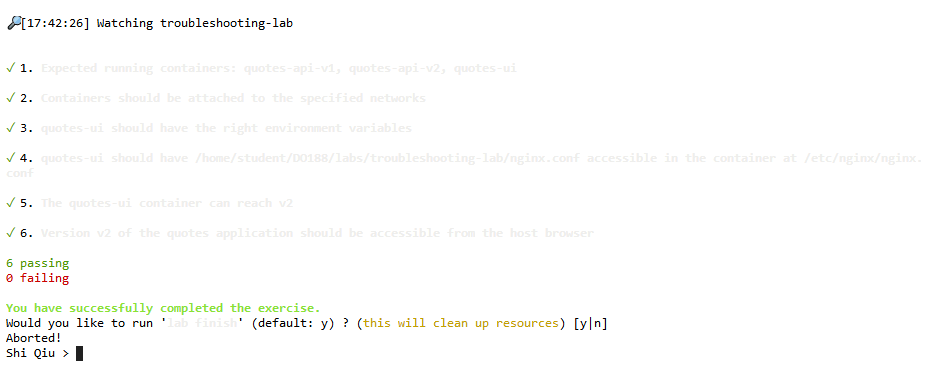 🔎[17:42:26] Watching troubleshooting-lab
✓ 1. Expected running containers: quotes-api-v1, quotes-api-v2, quotes-ui
✓ 2. Containers should be attached to the specified networks
✓ 3. quotes-ui should have the right environment variables
✓ 4. quotes-ui should have /home/student/DO188/labs/troubleshooting-lab/nginx.conf accessible in the container at /etc/nginx/nginx.
conf
✓ 5. The quotes-ui container can reach v2
✓ 6. Version v2 of the quotes application should be accessible from the host browser
6 passing
0 failing
You have successfully completed the exercise.
Would you like to run 'lab finish' (default: y) ? (this will clean up resources) [y|n]
Aborted!
Shi Qiu >